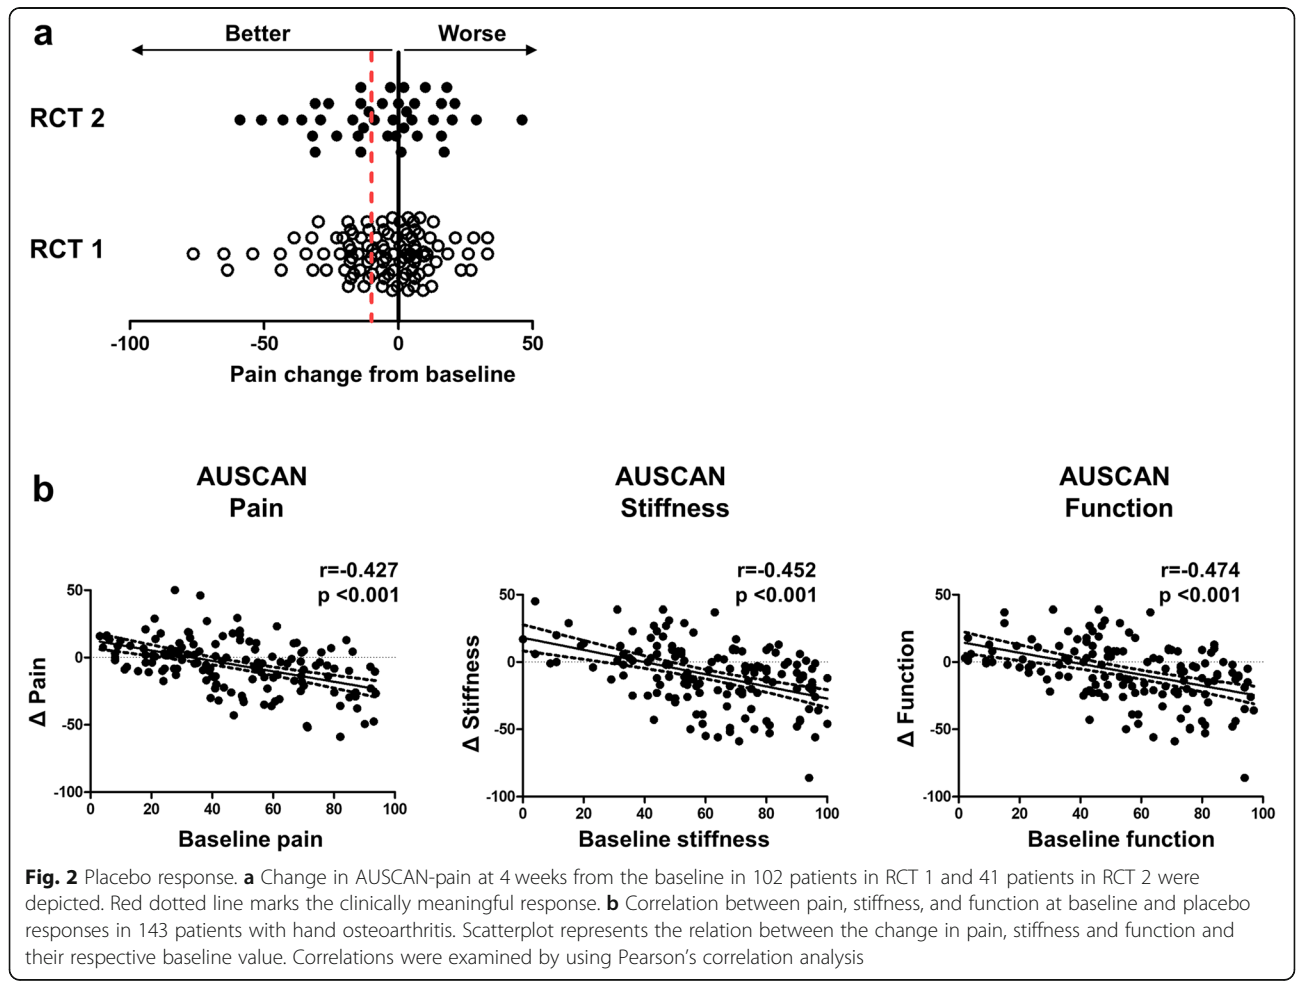 a
Better Worse
RCT 2
RCT 1
-100 -50 0 50
Pain change from baseline
b
AUSCAN
Pain
r=-0.427
p <0.001
50
0
-50
-100
Δ Pain
0 20 40 60 80 100
Baseline pain
AUSCAN
Stiffness
r=-0.452
p <0.001
50
0
-50
-100
Δ Stiffness
0 20 40 60 80 100
Baseline stiffness
AUSCAN
Function
r=-0.474
p <0.001
50
0
-50
-100
Δ Function
0 20 40 60 80 100
Baseline function
Fig. 2 Placebo response. a Change in AUSCAN-pain at 4 weeks from the baseline in 102 patients in RCT 1 and 41 patients in RCT 2 were
depicted. Red dotted line marks the clinically meaningful response. b Correlation between pain, stiffness, and function at baseline and placebo
responses in 143 patients with hand osteoarthritis. Scatterplot represents the relation between the change in pain, stiffness and function and
their respective baseline value. Correlations were examined by using Pearson's correlation analysis